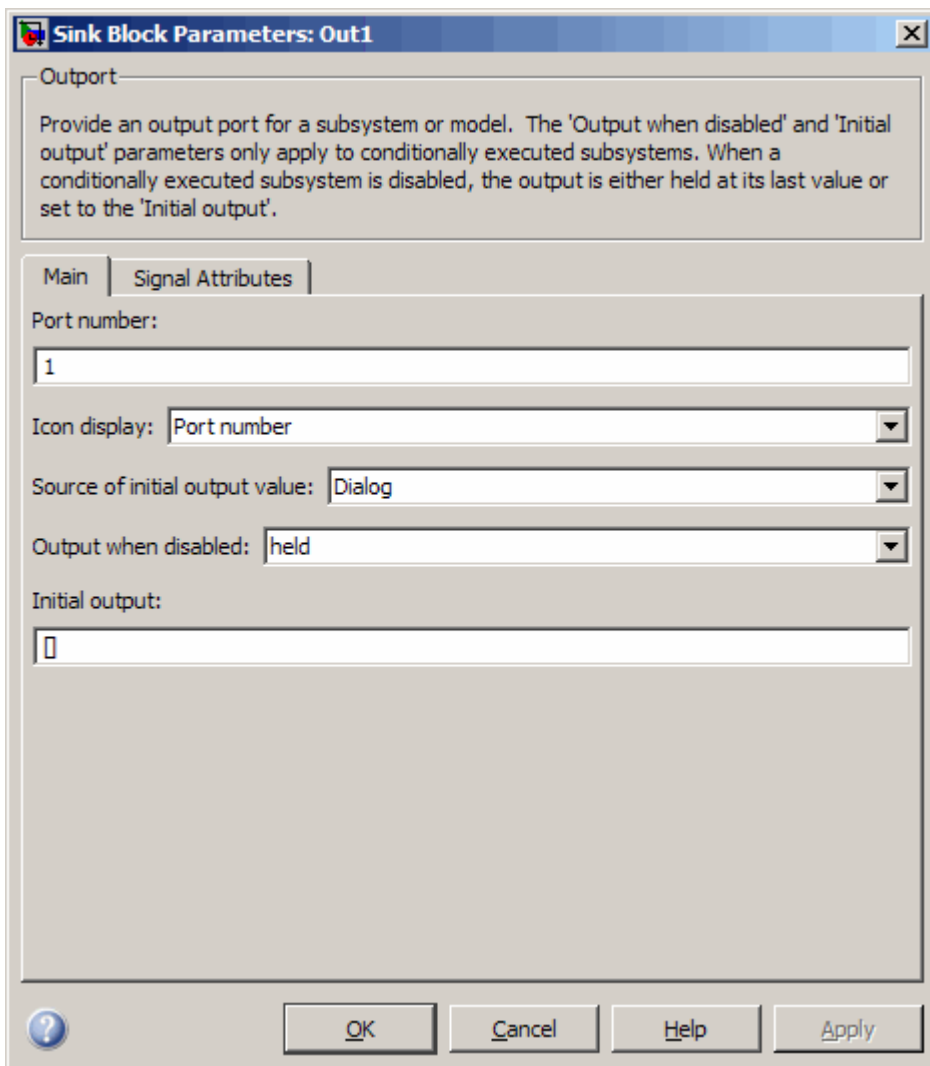 Sink Block Parameters: Out1
Outport
Provide an output port for a subsystem or model. The 'Output when disabled' and 'Initial
output' parameters only apply to conditionally executed subsystems. When a
conditionally executed subsystem is disabled, the output is either held at its last value or
set to the 'Initial output'.
Main Signal Attributes
Port number:
1
Icon display: Port number
Source of initial output value: Dialog
Output when disabled: held
Initial output:
[]
? OK Cancel Help Apply